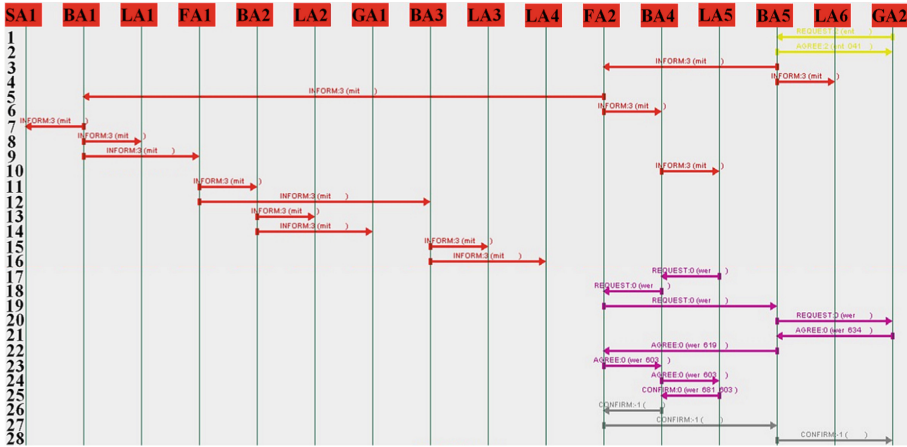 SA1 BA1 LA1 FA1 BA2 LA2 GA1 BA3 LA3 LA4 FA2 BA4 LA5 BA5 LA6 GA2
1 REQUEST:
2 AGREE:2 041 )
3 INFORM:3 (mit )
4 INFORM:3 (mit )
5 INFORM:3 (mit )
6 INFORM:3 (mit )
7 INFORM:3 (mit )
8 INFORM:3 (mit )
9 INFORM:3 (mit )
10 INFORM:3 (mit )
11 INFORM:3 (mit )
12 INFORM:3 (mit )
13 INFORM:3 (mit )
14 INFORM:3 (mit )
15 INFORM:3 (mit )
16 INFORM:3 (mit )
17 REQUEST:0 (wer )
18 REQUEST:0 (wer )
19 REQUEST:0 (wer )
20 REQUEST:0 (wer )
21 AGREE:0 (wer 634 )
22 AGREE:0 (wer 619 )
23 AGREE:0 (wer 603 )
24 AGREE:0 (wer 603 )
25 CONFIRM:0 (wer 681 603 )
26 CONFIRM:-1 ( )
27 CONFIRM:-1 ( )
28 CONFIRM:-1 ( )